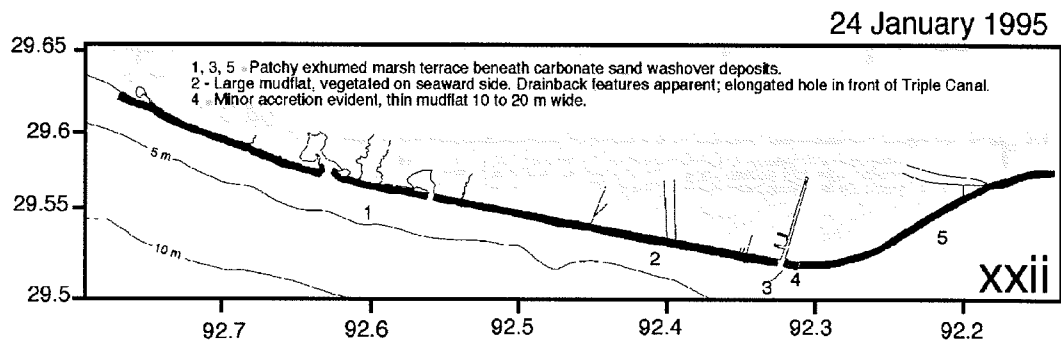 24 January 1995
29.65
1, 3, 5 - Patchy exhumed marsh terrace beneath carbonate sand washover deposits.
2 - Large mudflat, vegetated on seaward side. Drainback features apparent; elongated hole in front of Triple Canal.
4 - Minor accretion evident, thin mudflat 10 to 20 m wide.
29.6
5 m
29.55
1
5
10 m
2
3
4
xxii
29.5
92.7
92.6
92.5
92.4
92.3
92.2